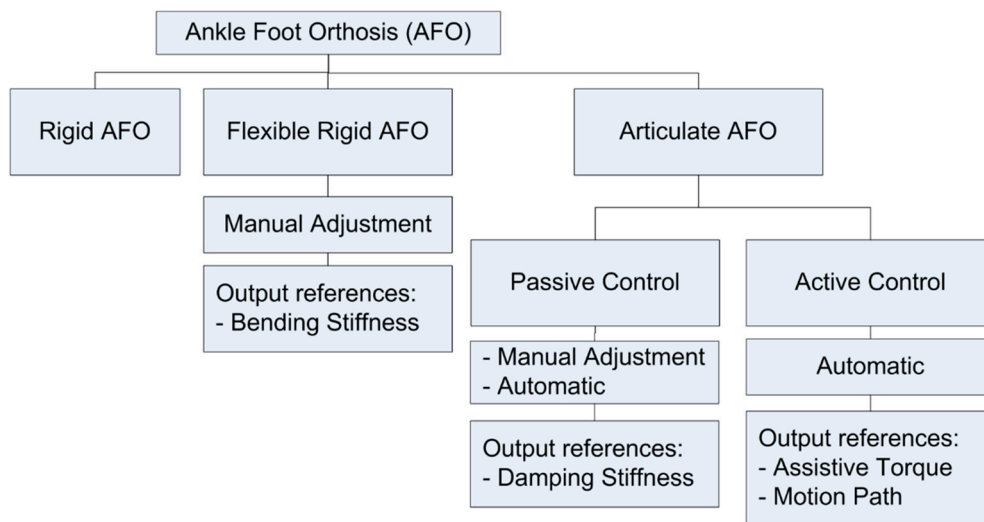 Ankle Foot Orthosis (AFO)
Rigid AFO
Flexible Rigid AFO
Articulate AFO
Manual Adjustment
Output references:
- Bending Stiffness
Passive Control
Active Control
- Manual Adjustment
- Automatic
Automatic
Output references:
- Damping Stiffness
Output references:
- Assistive Torque
- Motion Path